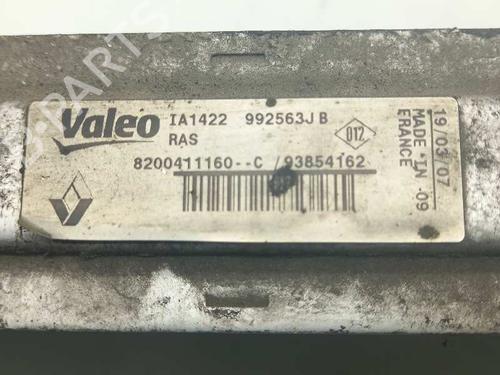 Valeo IA1422 992563J B
RAS
012
8200411160--C / 93854162
19/03/07
MADE IN -09
FRANCE